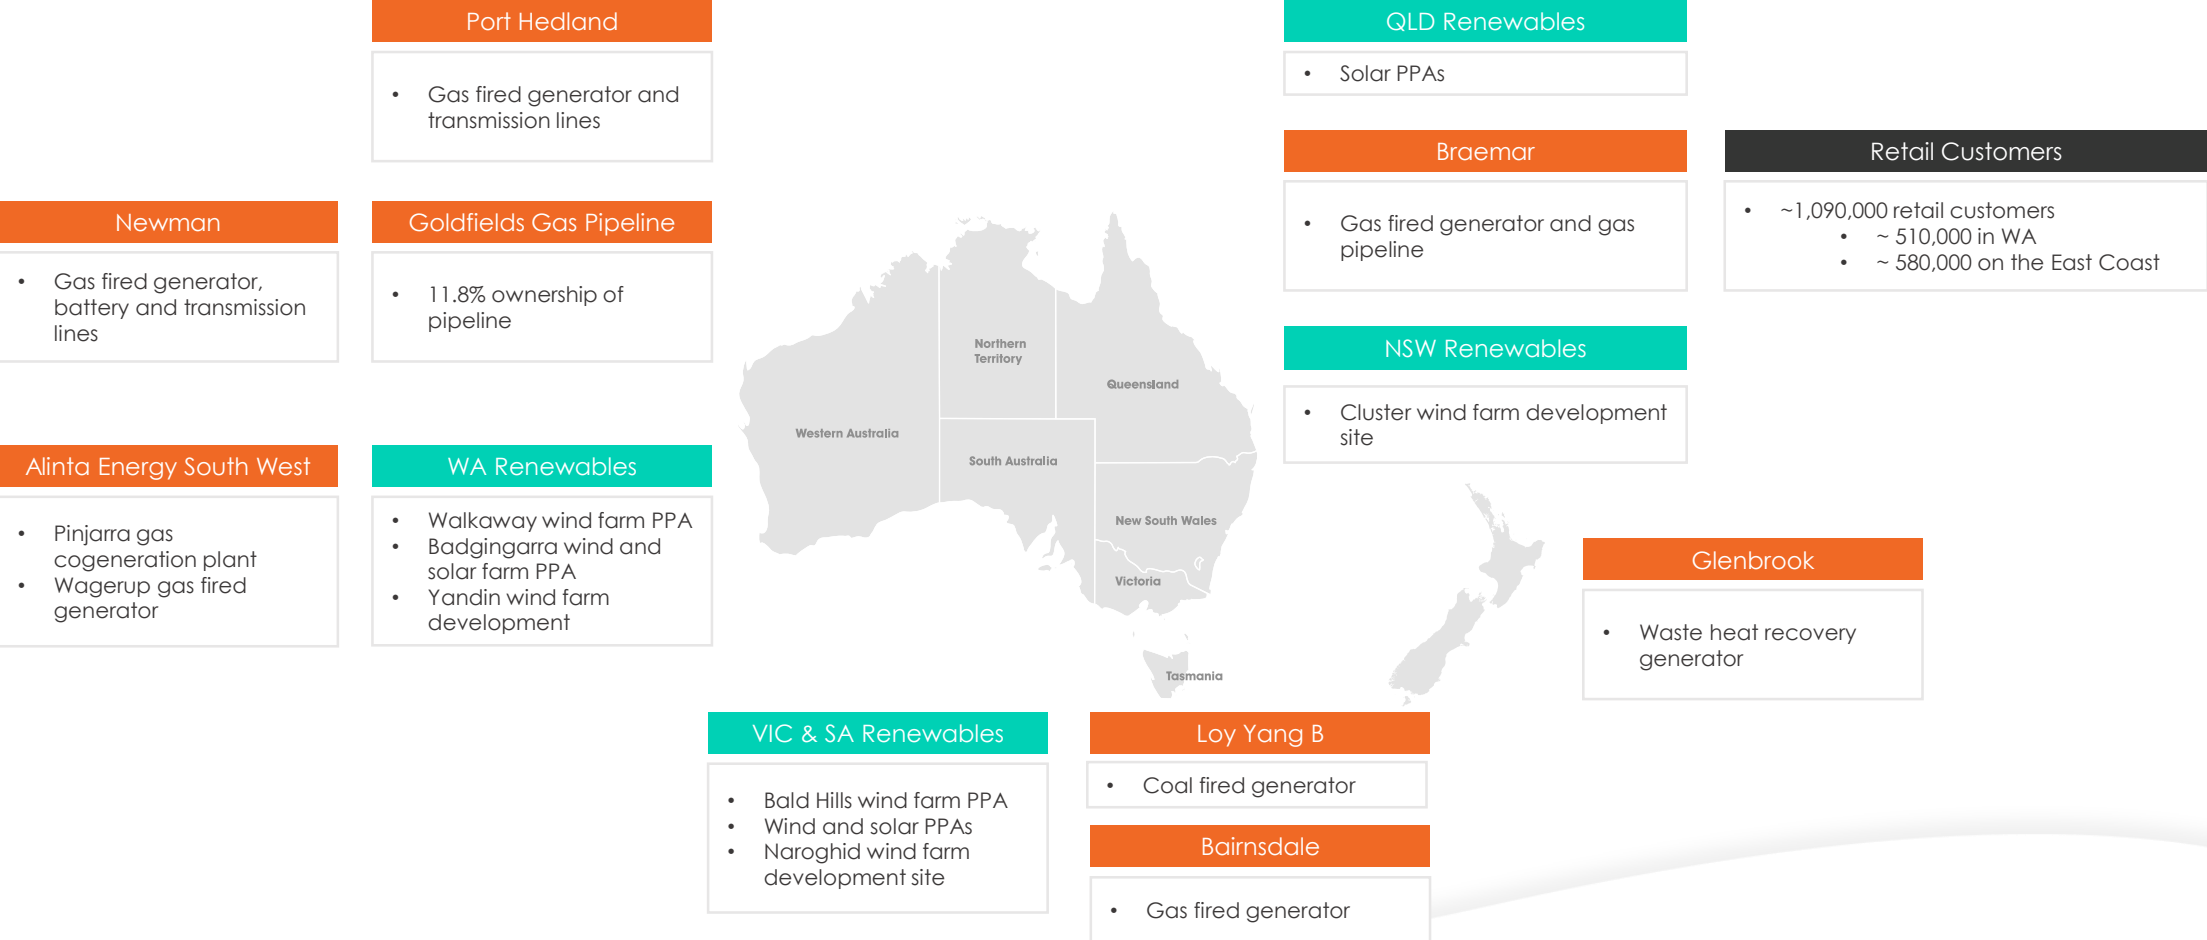 Port Hedland
• Gas fired generator and
transmission lines
QLD Renewables
• Solar PPAs
Braemar
• Gas fired generator and gas
pipeline
Retail Customers
• ~1,090,000 retail customers
• ~ 510,000 in WA
• ~ 580,000 on the East Coast
Newman
• Gas fired generator,
battery and transmission
lines
Goldfields Gas Pipeline
• 11.8% ownership of
pipeline
NSW Renewables
• Cluster wind farm development
site
Northern
Territory
Queensland
Western Australia
South Australia
New South Wales
Victoria
Tasmania
Alinta Energy South West
• Pinjarra gas
cogeneration plant
• Wagerup gas fired
generator
WA Renewables
• Walkaway wind farm PPA
• Badgingarra wind and
solar farm PPA
• Yandin wind farm
development
Glenbrook
• Waste heat recovery
generator
VIC & SA Renewables
• Bald Hills wind farm PPA
• Wind and solar PPAs
• Naroghid wind farm
development site
Loy Yang B
• Coal fired generator
Bairnsdale
• Gas fired generator